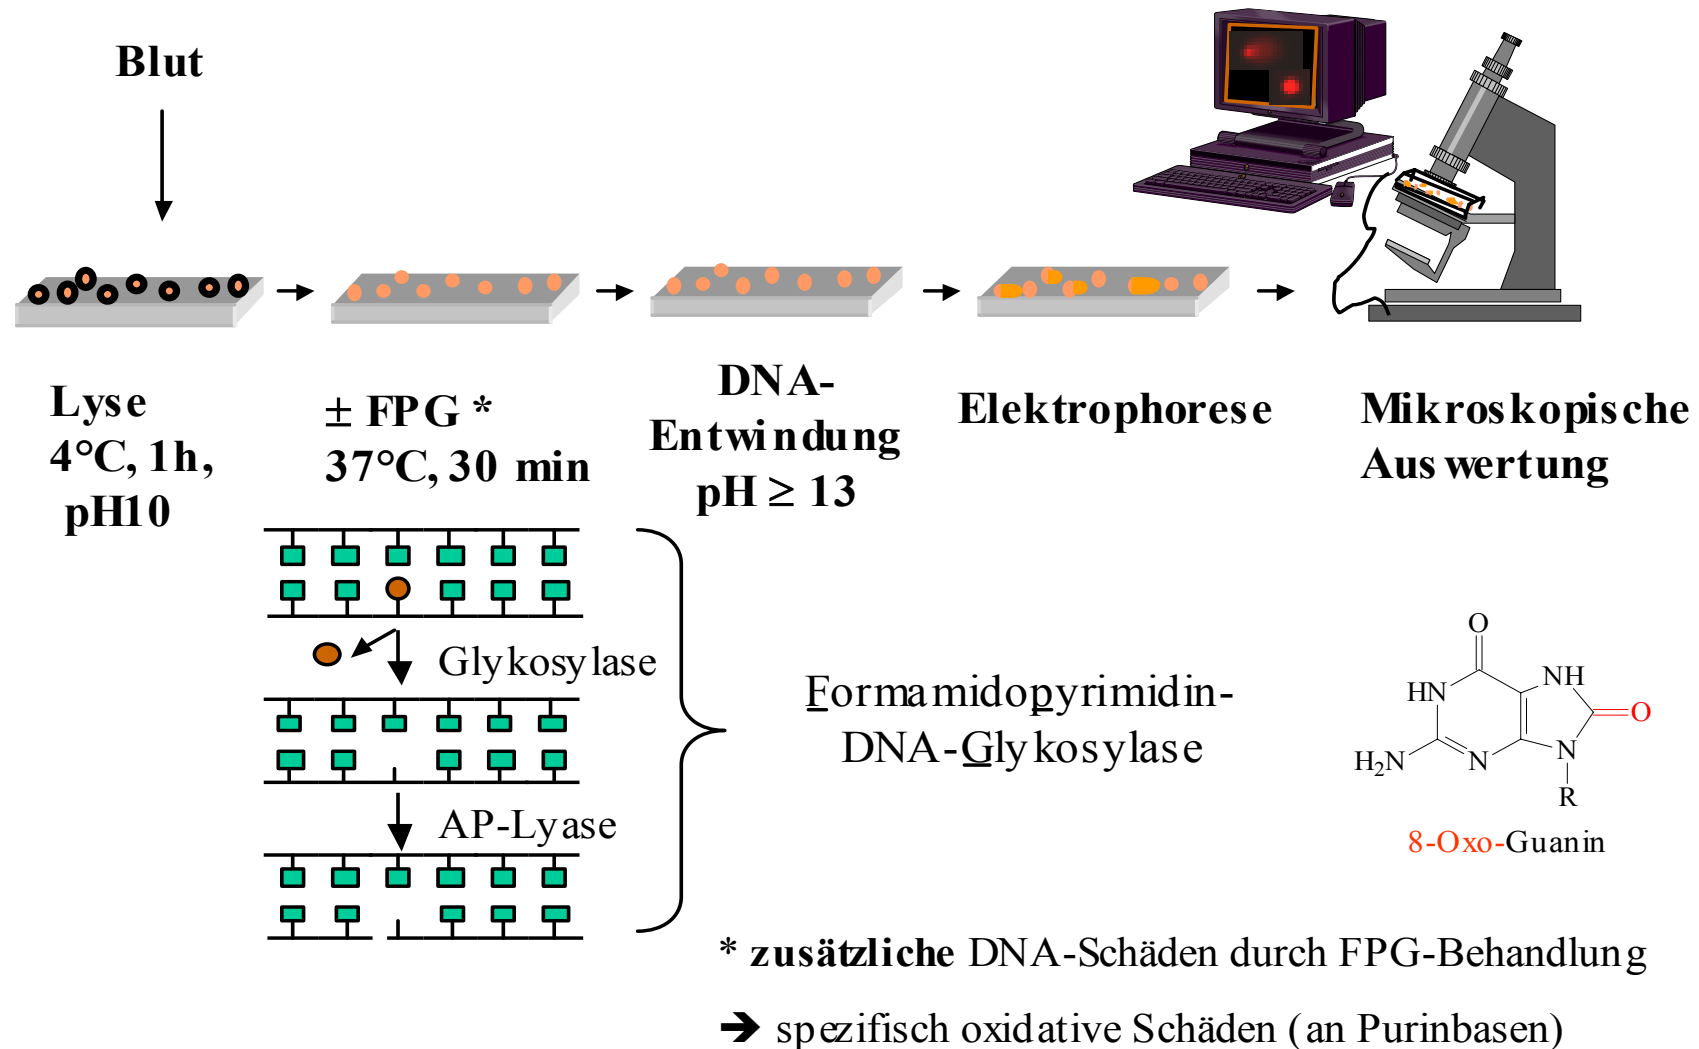 Blut
Lyse
4°C, 1h,
pH10
± FPG *
37°C, 30 min
DNA-
Entwindung
pH ≥ 13
Elektrophorese
Mikroskopische
Auswertung
Glykosylase
AP-Lyase
Formamidopyrimidin-
DNA-Glykosylase
O
HN
NH
O
H₂N
N
N
R
8-Oxo-Guanin
* zusätzliche DNA-Schäden durch FPG-Behandlung
➔ spezifisch oxidative Schäden (an Purinbasen)